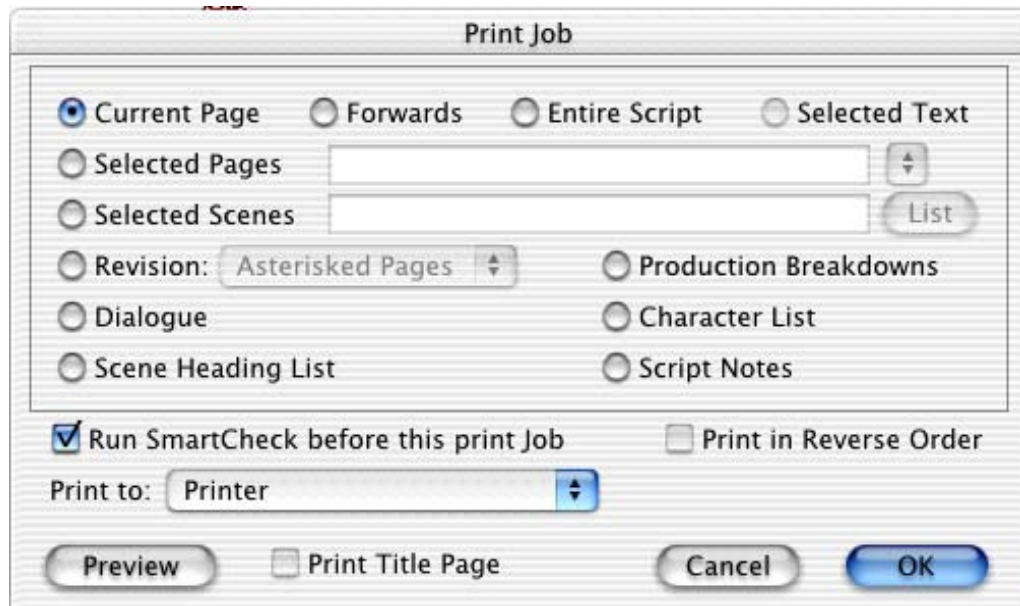 Print Job
Current Page Forwards Entire Script Selected Text
Selected Pages
Selected Scenes List
Revision: Asterisked Pages Production Breakdowns
Dialogue Character List
Scene Heading List Script Notes
Run SmartCheck before this print Job Print in Reverse Order
Print to: Printer
Preview Print Title Page Cancel OK